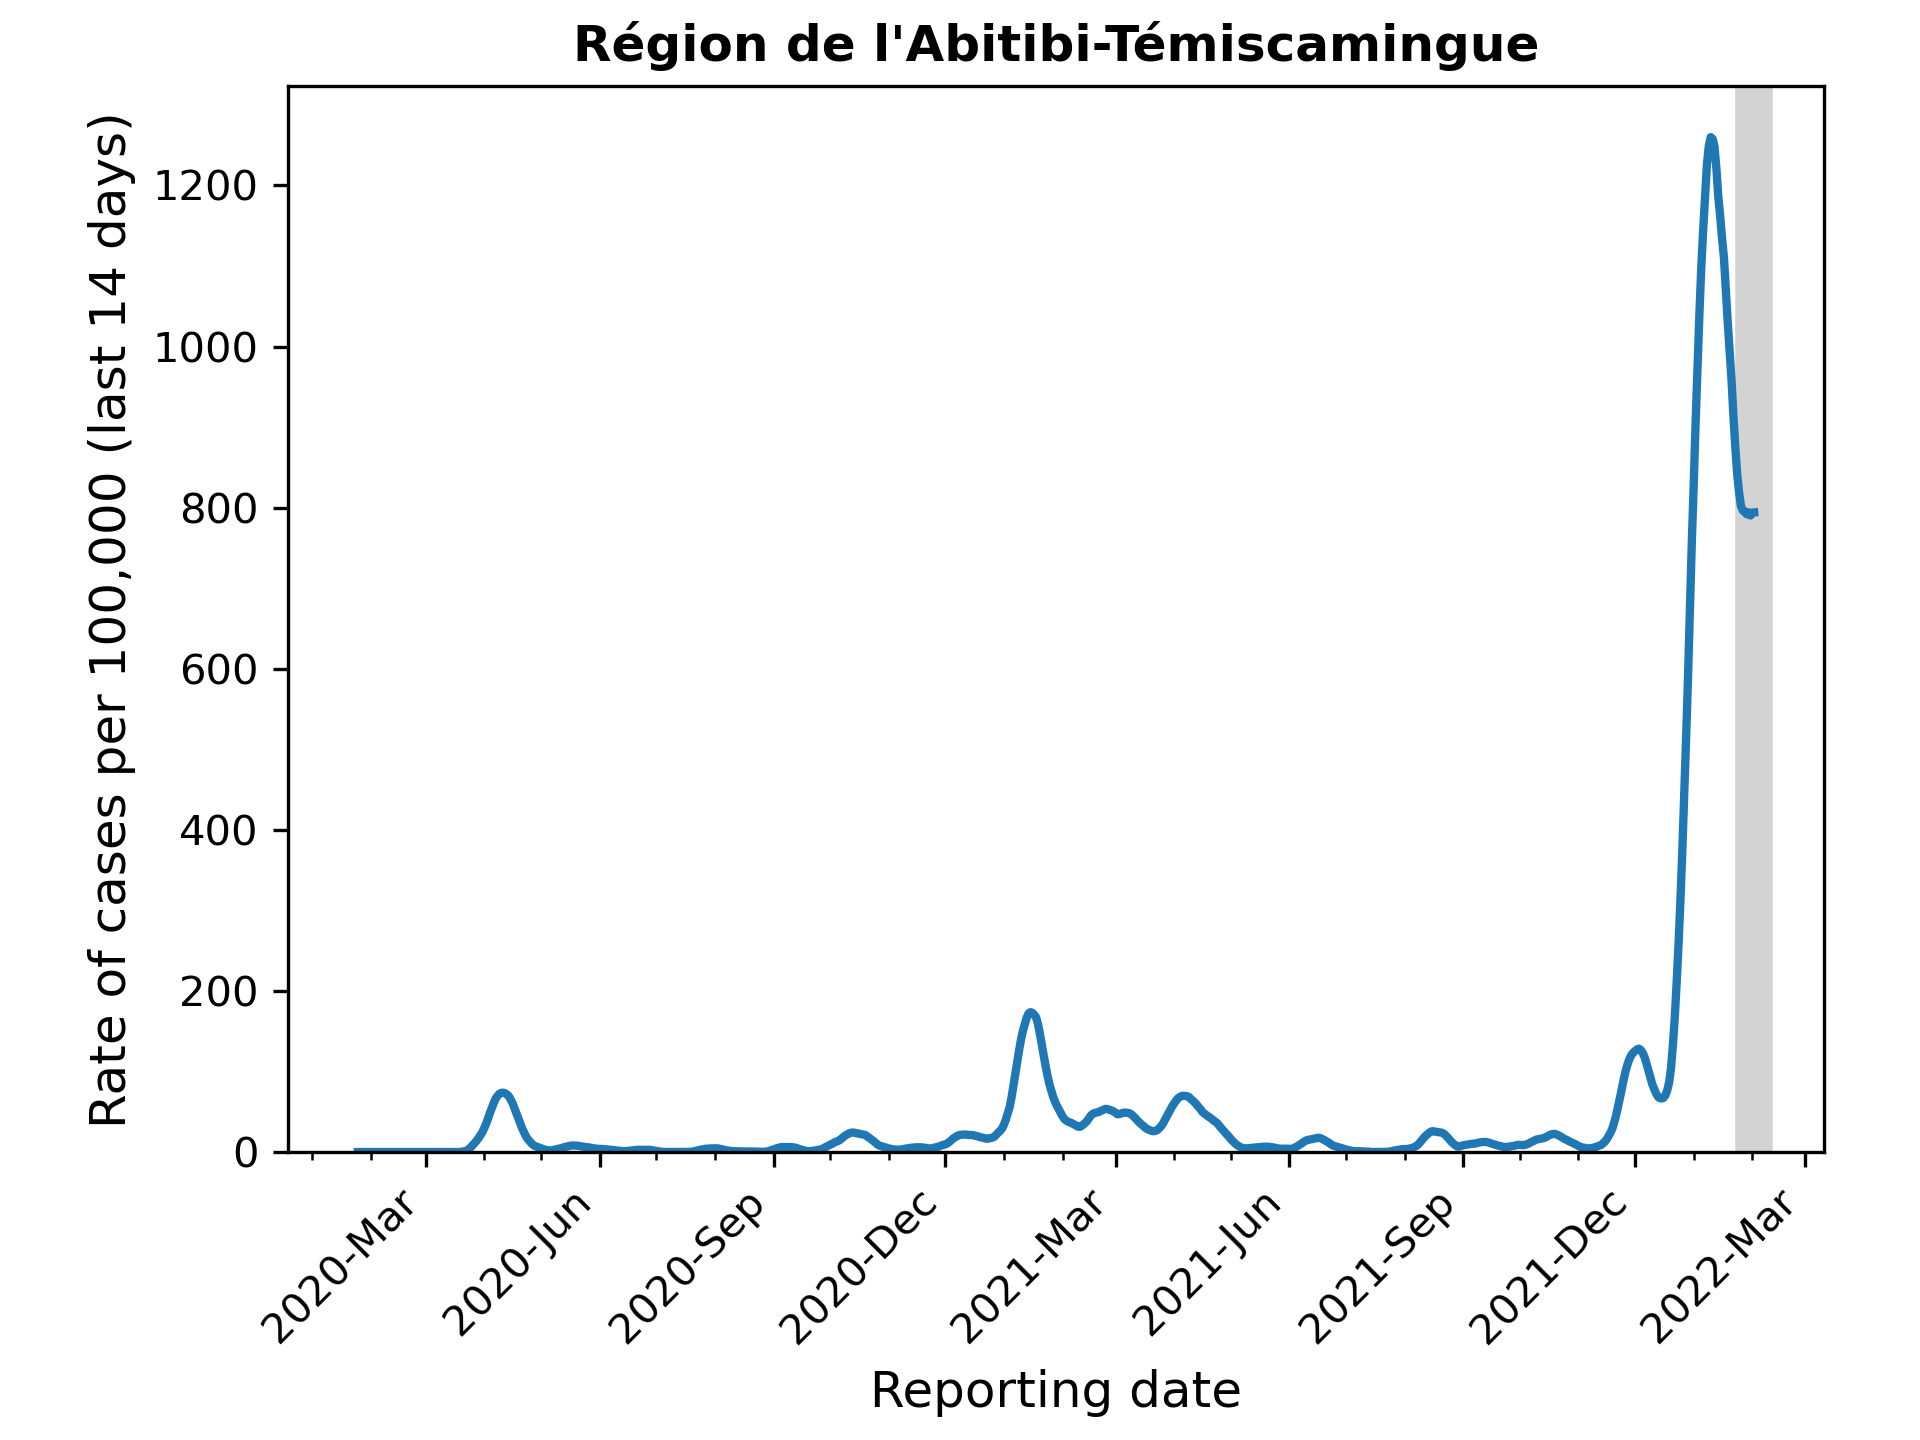 Région de l'Abitibi-Témiscamingue
Rate of cases per 100,000 (last 14 days)
1200
1000
800
600
400
200
0
2020-Mar
2020-Jun
2020-Sep
2020-Dec
2021-Mar
2021-Jun
2021-Sep
2021-Dec
2022-Mar
Reporting date